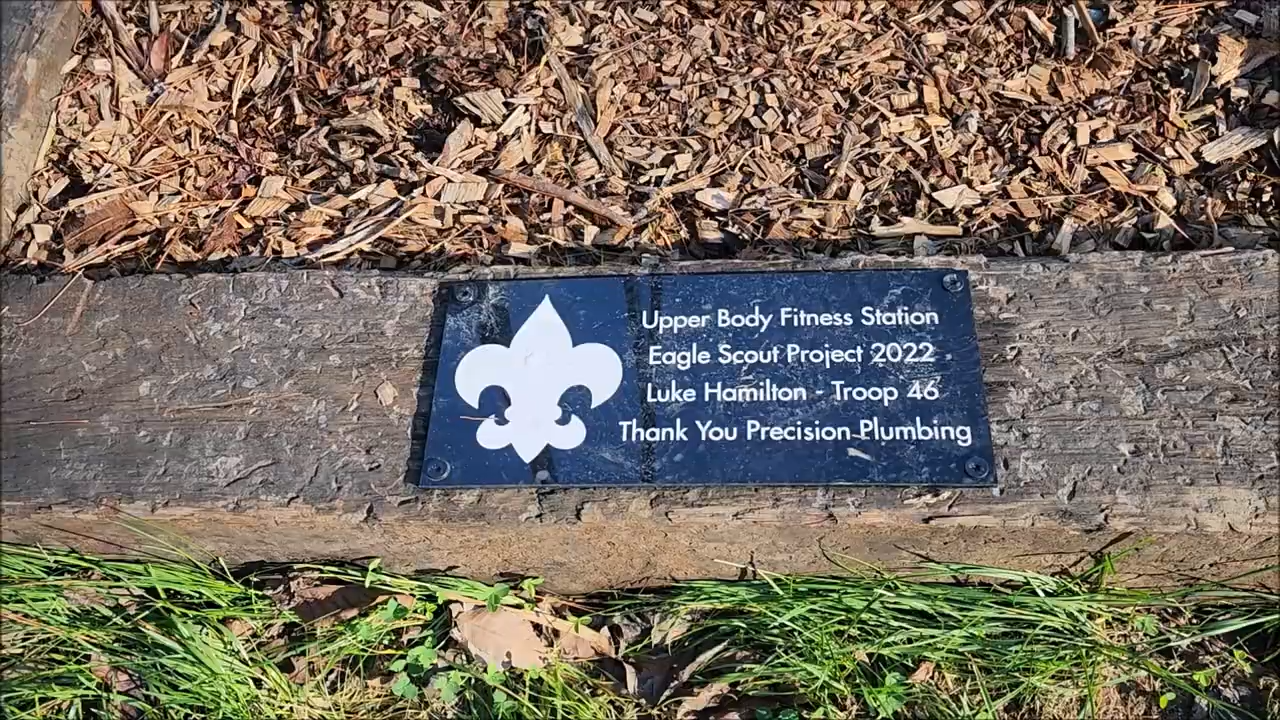 Upper Body Fitness Station
Eagle Scout Project 2022
Luke Hamilton - Troop 46
Thank You Precision Plumbing